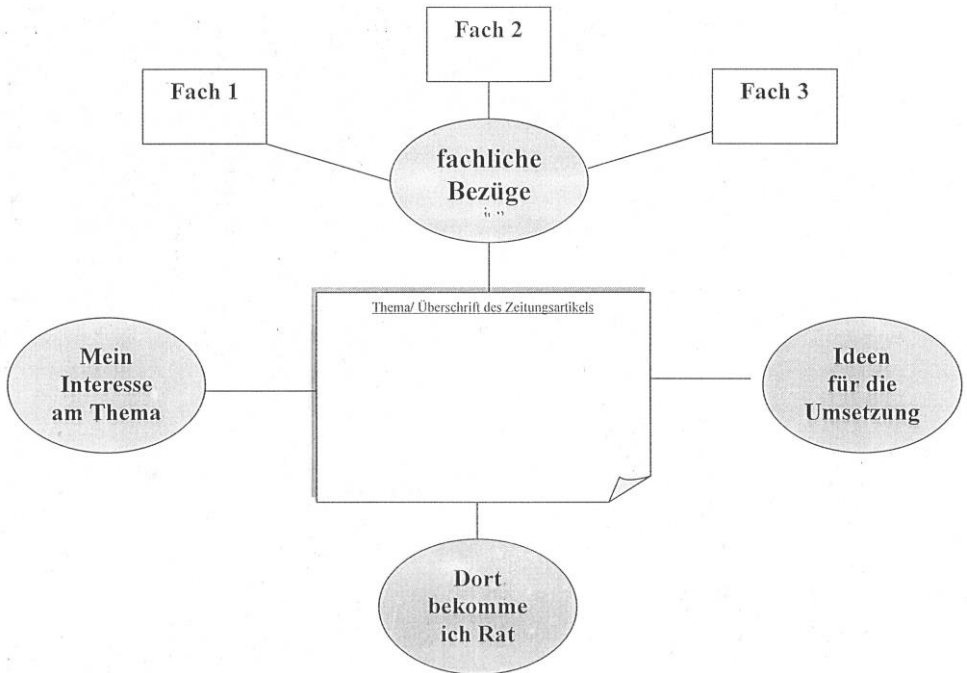 Fach 2
Fach 1
Fach 3
fachliche
Bezüge
Thema/ Überschrift des Zeitungsartikels
Mein
Interesse
am Thema
Ideen
für die
Umsetzung
Dort
bekomme
ich Rat